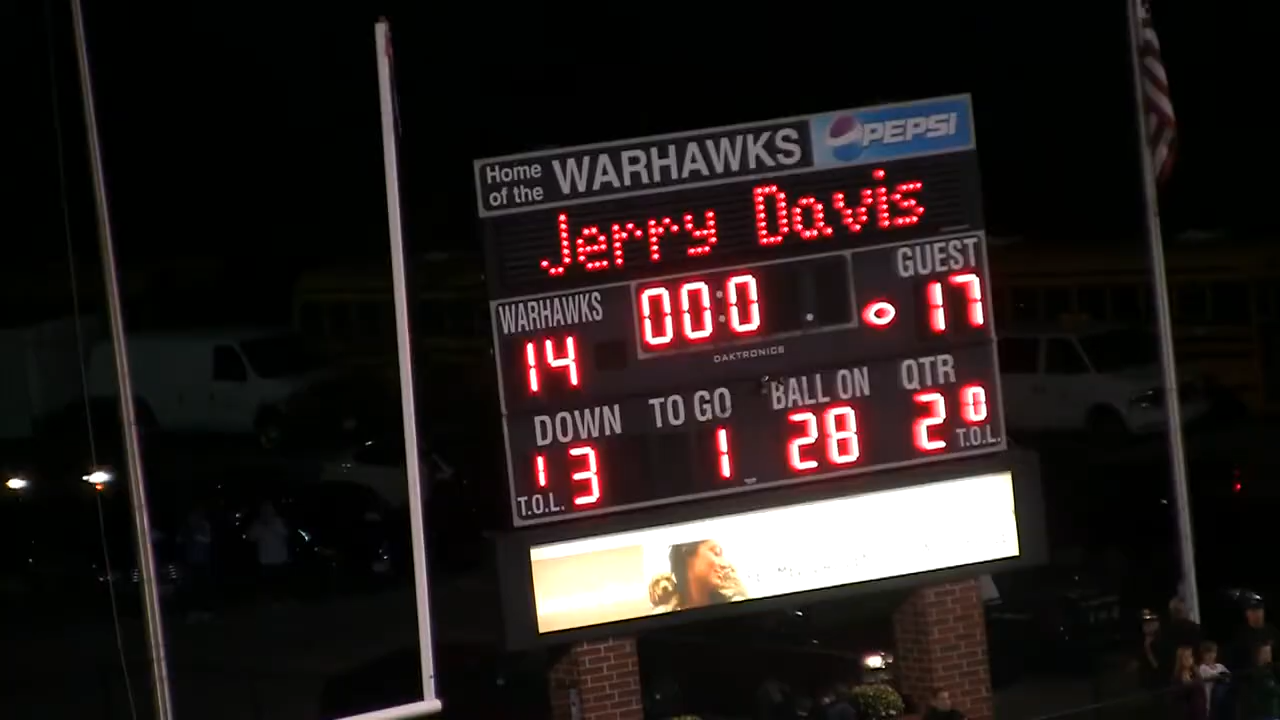 Home of the WARHAWKS
PEPSI
Jerry Davis
WARHAWKS 00:0 GUEST
14 17
DAKTRONICS
DOWN TO GO BALL ON QTR
1 3 1 28 2 0
T.O.L. T.O.L.